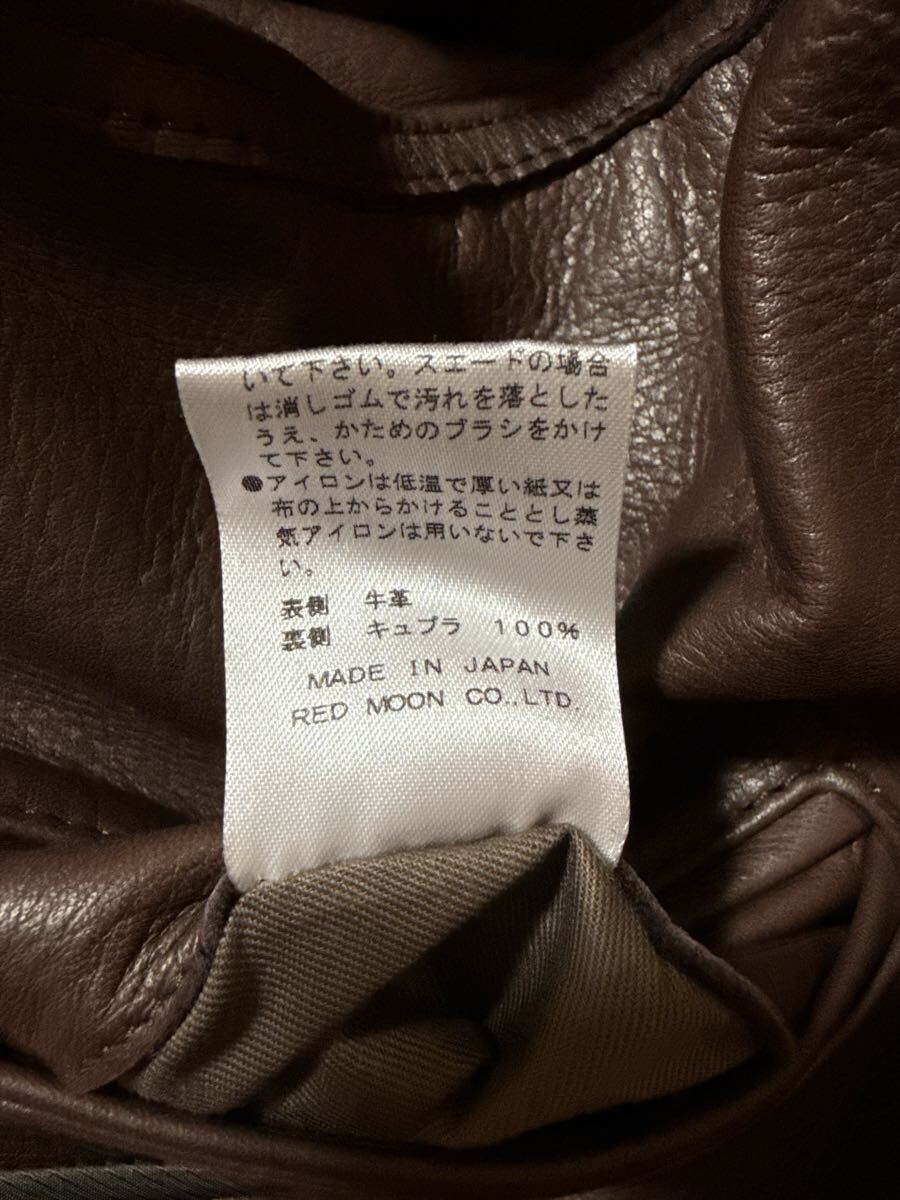 いて下さい。スエードの場合
は消しゴムで汚れを落とした
うえ、かためのブラシをかけ
て下さい。
●アイロンは低温で厚い紙又は
布の上からかけることとし蒸
気アイロンは用いないで下さ
い。
表側 牛革
裏側 キュプラ 100%
MADE IN JAPAN
RED MOON CO.,LTD.